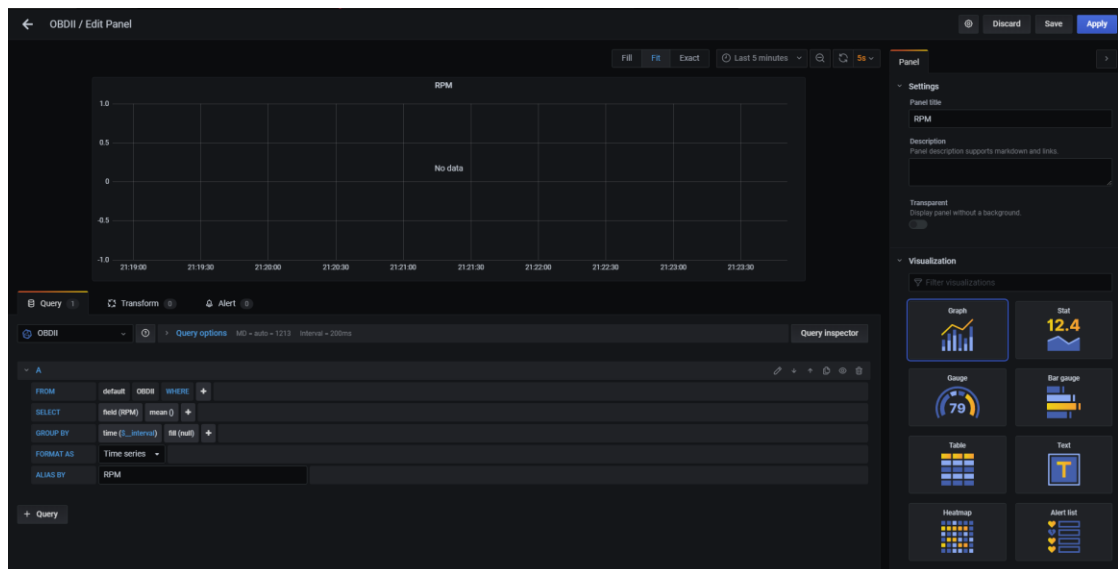 OBDII / Edit Panel
Discard Save Apply
Fill Fit Exact Last 5 minutes 5s
Panel
Settings
Panel title
RPM
Description
Panel description supports markdown and links.
Transparent
Display panel without a background.
Visualization
Filter visualizations
Graph Stat
12.4
Gauge Bar gauge
79
Table Text
T
Heatmap Alert list
RPM
1.0
0.5
0
-0.5
-1.0
No data
21:19:00 21:19:30 21:20:00 21:20:30 21:21:00 21:21:30 21:22:00 21:22:30 21:23:00 21:23:30
Query 1 Transform 0 Alert 0
OBDII Query options MD = auto = 1213 Interval = 200ms Query inspector
A
FROM default OBDII WHERE +
SELECT field (RPM) mean () +
GROUP BY time ($__interval) fill (null) +
FORMAT AS Time series
ALIAS BY RPM
+ Query